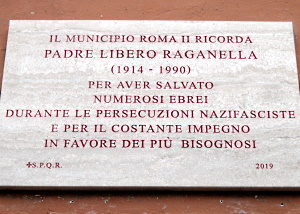 IL MUNICIPIO ROMA II RICORDA
PADRE LIBERO RAGANELLA
(1914 - 1990)
PER AVER SALVATO
NUMEROSI EBREI
DURANTE LE PERSECUZIONI NAZIFASCISTE
E PER IL COSTANTE IMPEGNO
IN FAVORE DEI PIÙ BISOGNOSI
✠S.P.Q.R. 2019